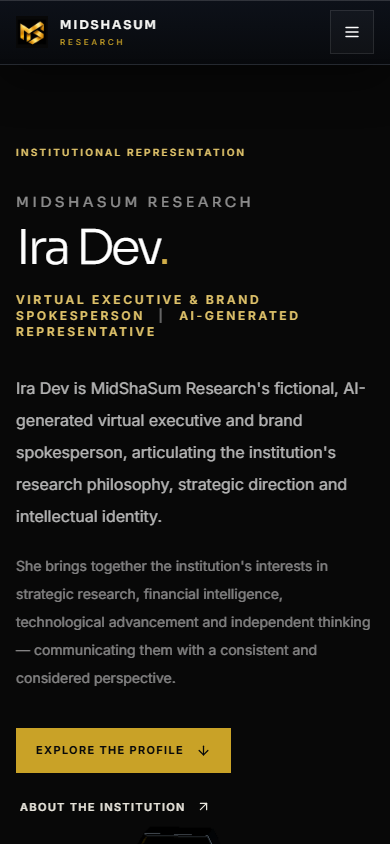 MIDSHASUM
RESEARCH
INSTITUTIONAL REPRESENTATION
MIDSHASUM RESEARCH
Ira Dev.
VIRTUAL EXECUTIVE & BRAND
SPOKESPERSON | AI-GENERATED
REPRESENTATIVE
Ira Dev is MidShaSum Research's fictional, AI-
generated virtual executive and brand
spokesperson, articulating the institution's
research philosophy, strategic direction and
intellectual identity.
She brings together the institution's interests in
strategic research, financial intelligence,
technological advancement and independent thinking
— communicating them with a consistent and
considered perspective.
EXPLORE THE PROFILE ↓
ABOUT THE INSTITUTION ↗